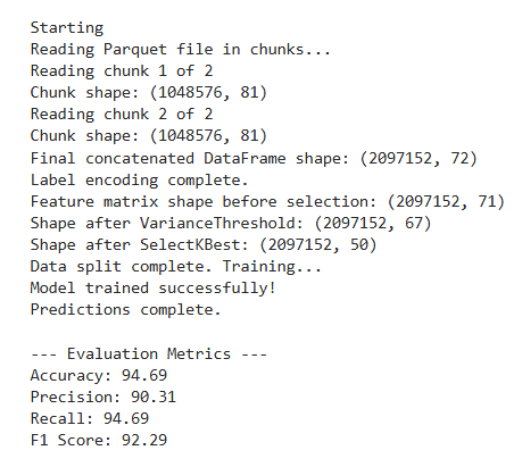 Starting
Reading Parquet file in chunks...
Reading chunk 1 of 2
Chunk shape: (1048576, 81)
Reading chunk 2 of 2
Chunk shape: (1048576, 81)
Final concatenated DataFrame shape: (2097152, 72)
Label encoding complete.
Feature matrix shape before selection: (2097152, 71)
Shape after VarianceThreshold: (2097152, 67)
Shape after SelectKBest: (2097152, 50)
Data split complete. Training...
Model trained successfully!
Predictions complete.

--- Evaluation Metrics ---
Accuracy: 94.69
Precision: 90.31
Recall: 94.69
F1 Score: 92.29